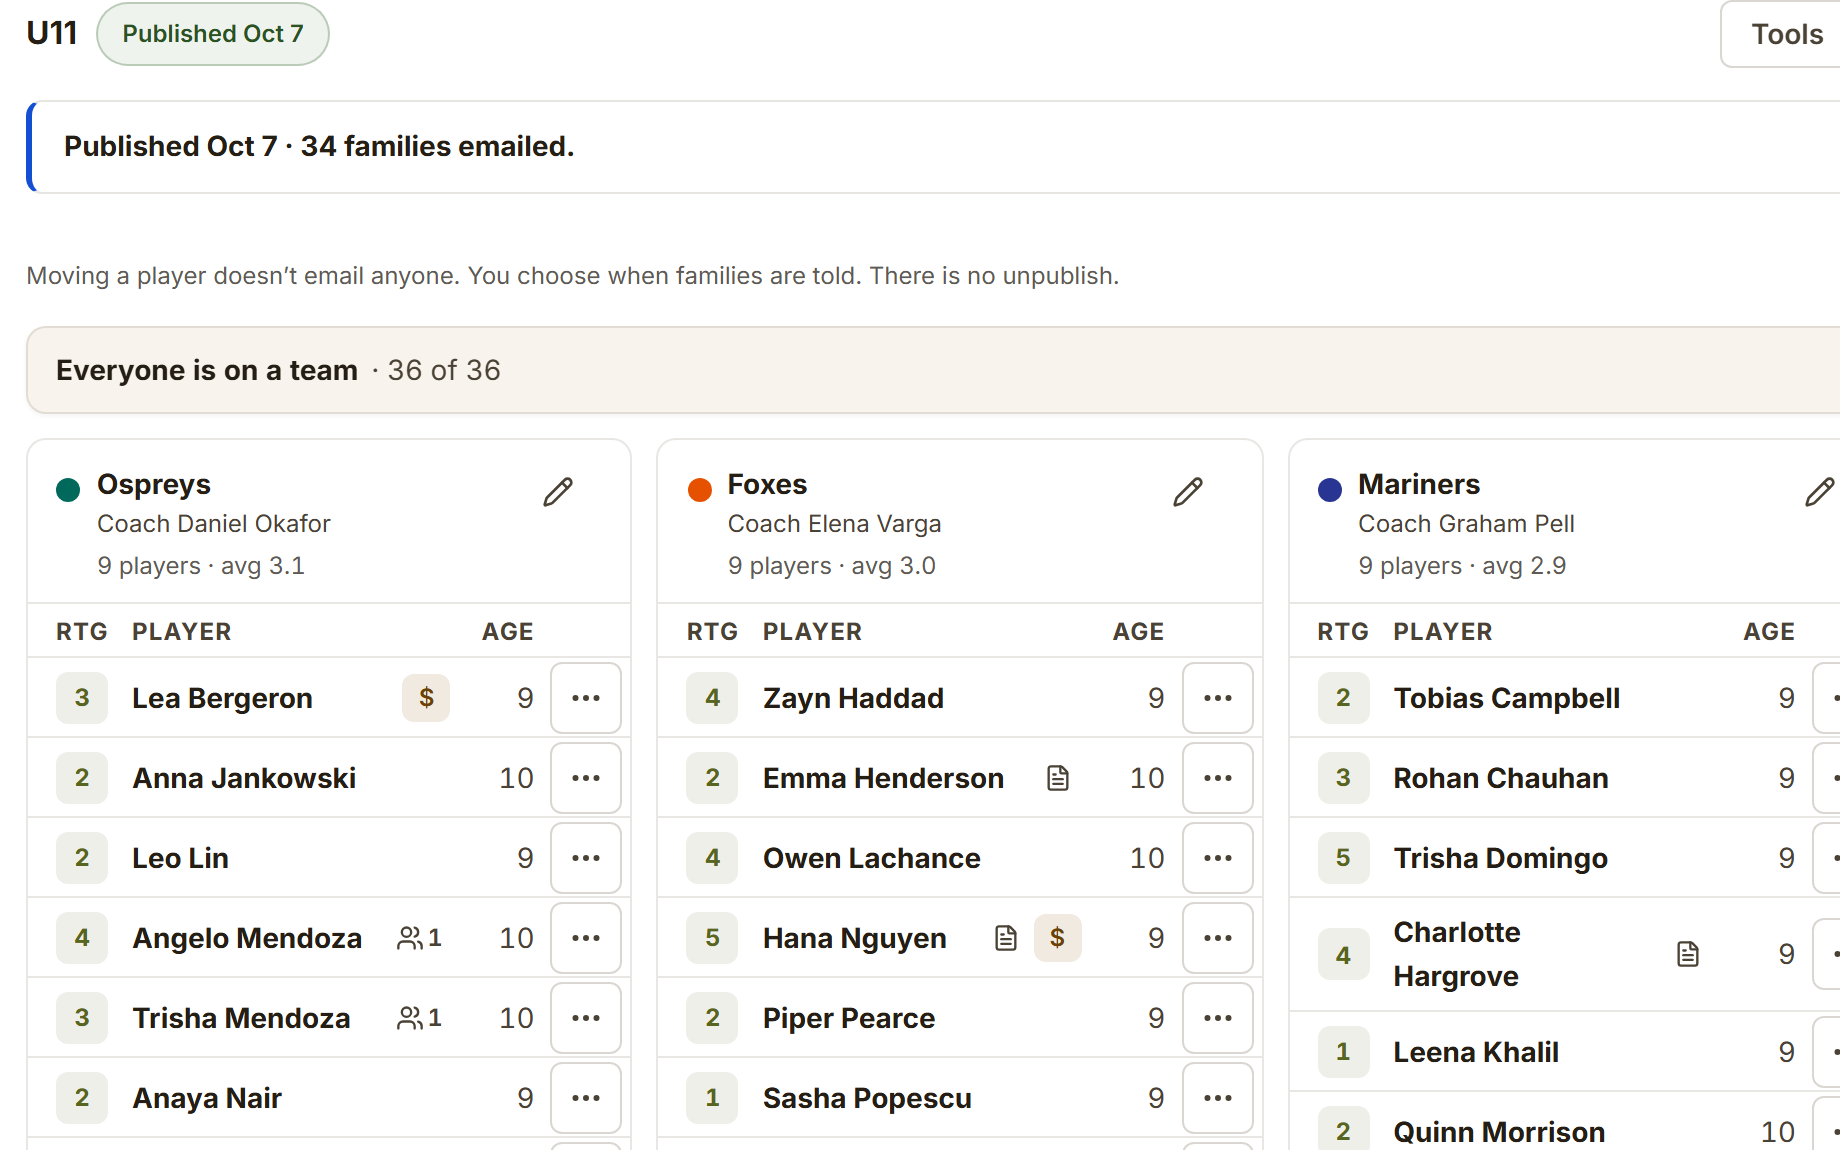 U11
Published Oct 7
Tools
Published Oct 7 · 34 families emailed.
Moving a player doesn’t email anyone. You choose when families are told. There is no unpublish.
Everyone is on a team · 36 of 36
Ospreys
Coach Daniel Okafor
9 players · avg 3.1
RTG PLAYER AGE
3 Lea Bergeron $ 9
2 Anna Jankowski 10
2 Leo Lin 9
4 Angelo Mendoza 1 10
3 Trisha Mendoza 1 10
2 Anaya Nair 9
Foxes
Coach Elena Varga
9 players · avg 3.0
RTG PLAYER AGE
4 Zayn Haddad 9
2 Emma Henderson 10
4 Owen Lachance 10
5 Hana Nguyen $ 9
2 Piper Pearce 9
1 Sasha Popescu 9
Mariners
Coach Graham Pell
9 players · avg 2.9
RTG PLAYER AGE
2 Tobias Campbell 9
3 Rohan Chauhan 9
5 Trisha Domingo 9
4 Charlotte Hargrove 9
1 Leena Khalil 9
2 Quinn Morrison 10